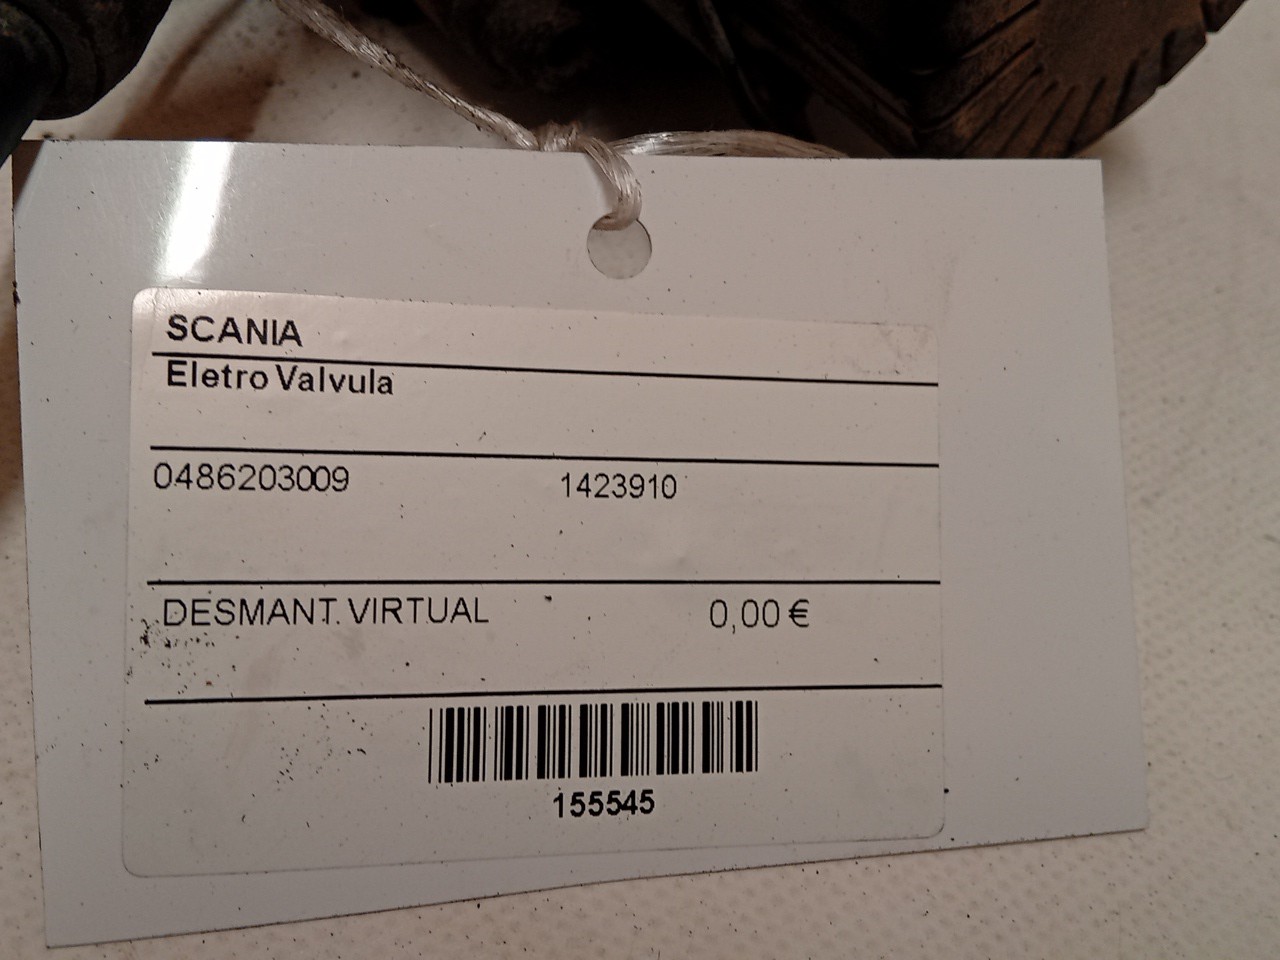 SCANIA
Eletro Valvula
0486203009 1423910
DESMANT. VIRTUAL 0,00 €
155545